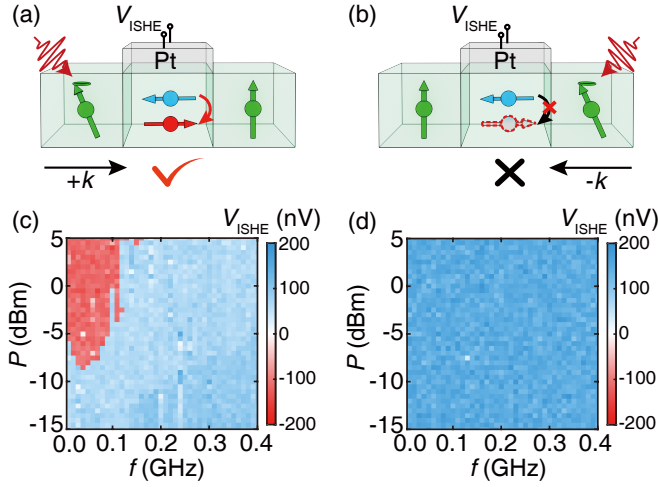 (a)
V_ISHE
Pt
+k
(b)
V_ISHE
Pt
-k
(c)
V_ISHE (nV)
5
0
-5
-10
-15
P (dBm)
0.0 0.1 0.2 0.3 0.4
f (GHz)
200
100
0
-100
-200
(d)
V_ISHE (nV)
5
0
-5
-10
-15
P (dBm)
0.0 0.1 0.2 0.3 0.4
f (GHz)
200
100
0
-100
-200